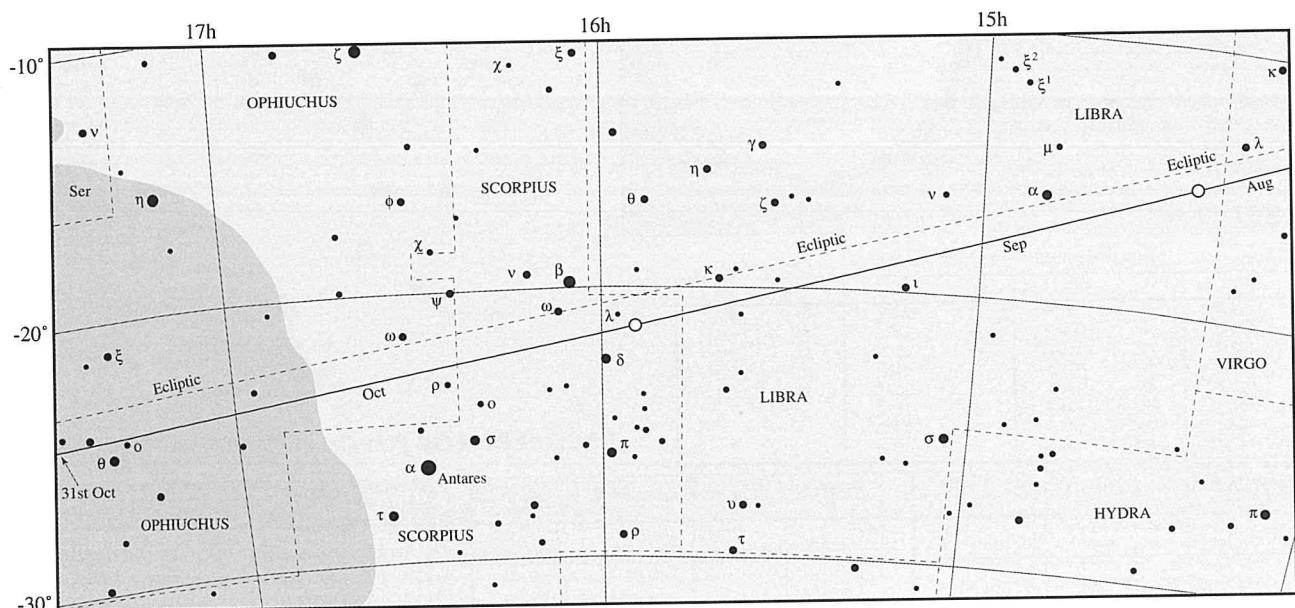 17h 16h 15h
-10° ζ ξ χ ξ² ξ¹ κ
OPHIUCHUS LIBRA
ν γ μ λ
Ser SCORPIUS η Ecliptic
η φ θ ζ ν α Aug
χ Ecliptic Sep
ν β κ
ψ ω λ ι
-20° ω
ξ δ VIRGO
Ecliptic Oct ρ LIBRA
ο
ο σ π σ
θ α Antares
31st Oct
OPHIUCHUS τ SCORPIUS υ HYDRA π
ρ τ
-30°